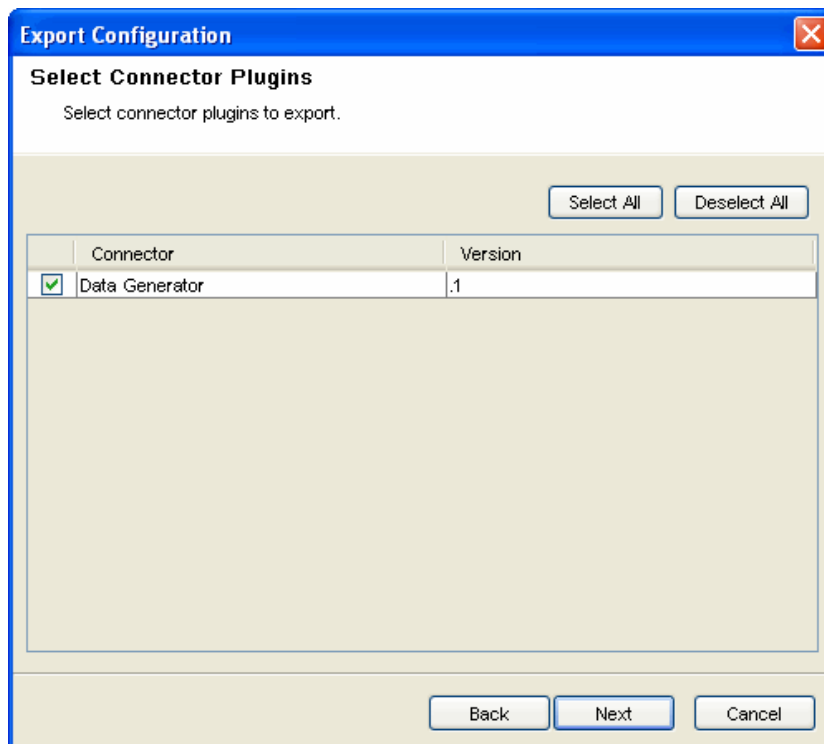 Export Configuration
Select Connector Plugins
Select connector plugins to export.
Select All Deselect All
Connector Version
Data Generator .1
Back Next Cancel